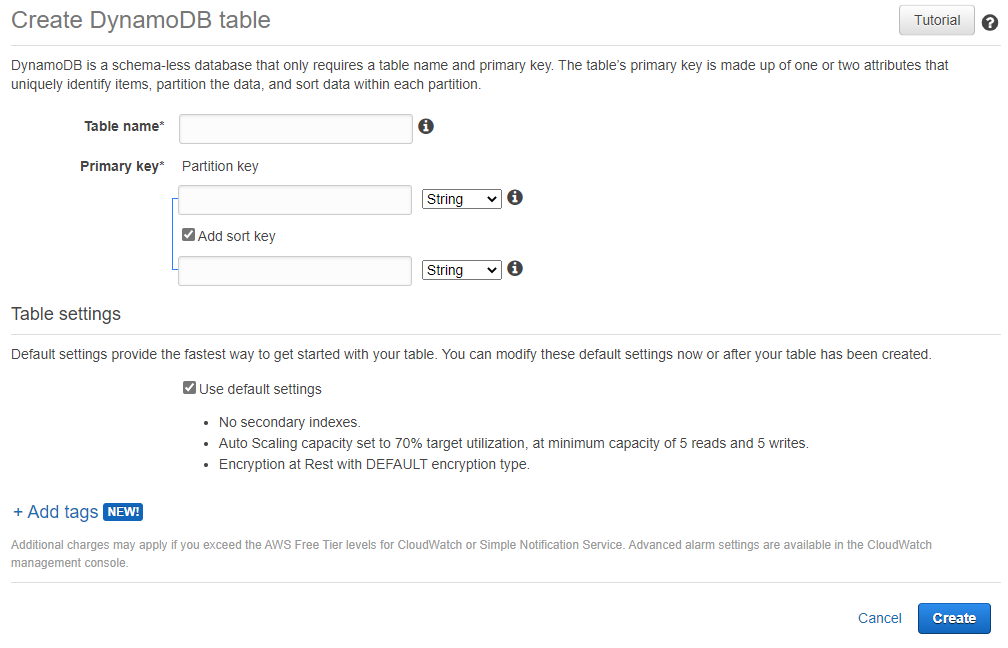 Create DynamoDB table
Tutorial
?
DynamoDB is a schema-less database that only requires a table name and primary key. The table's primary key is made up of one or two attributes that
uniquely identify items, partition the data, and sort data within each partition.
Table name*
Primary key* Partition key
String
Add sort key
String
Table settings
Default settings provide the fastest way to get started with your table. You can modify these default settings now or after your table has been created.
Use default settings
• No secondary indexes.
• Auto Scaling capacity set to 70% target utilization, at minimum capacity of 5 reads and 5 writes.
• Encryption at Rest with DEFAULT encryption type.
+ Add tags NEW!
Additional charges may apply if you exceed the AWS Free Tier levels for CloudWatch or Simple Notification Service. Advanced alarm settings are available in the CloudWatch
management console.
Cancel Create